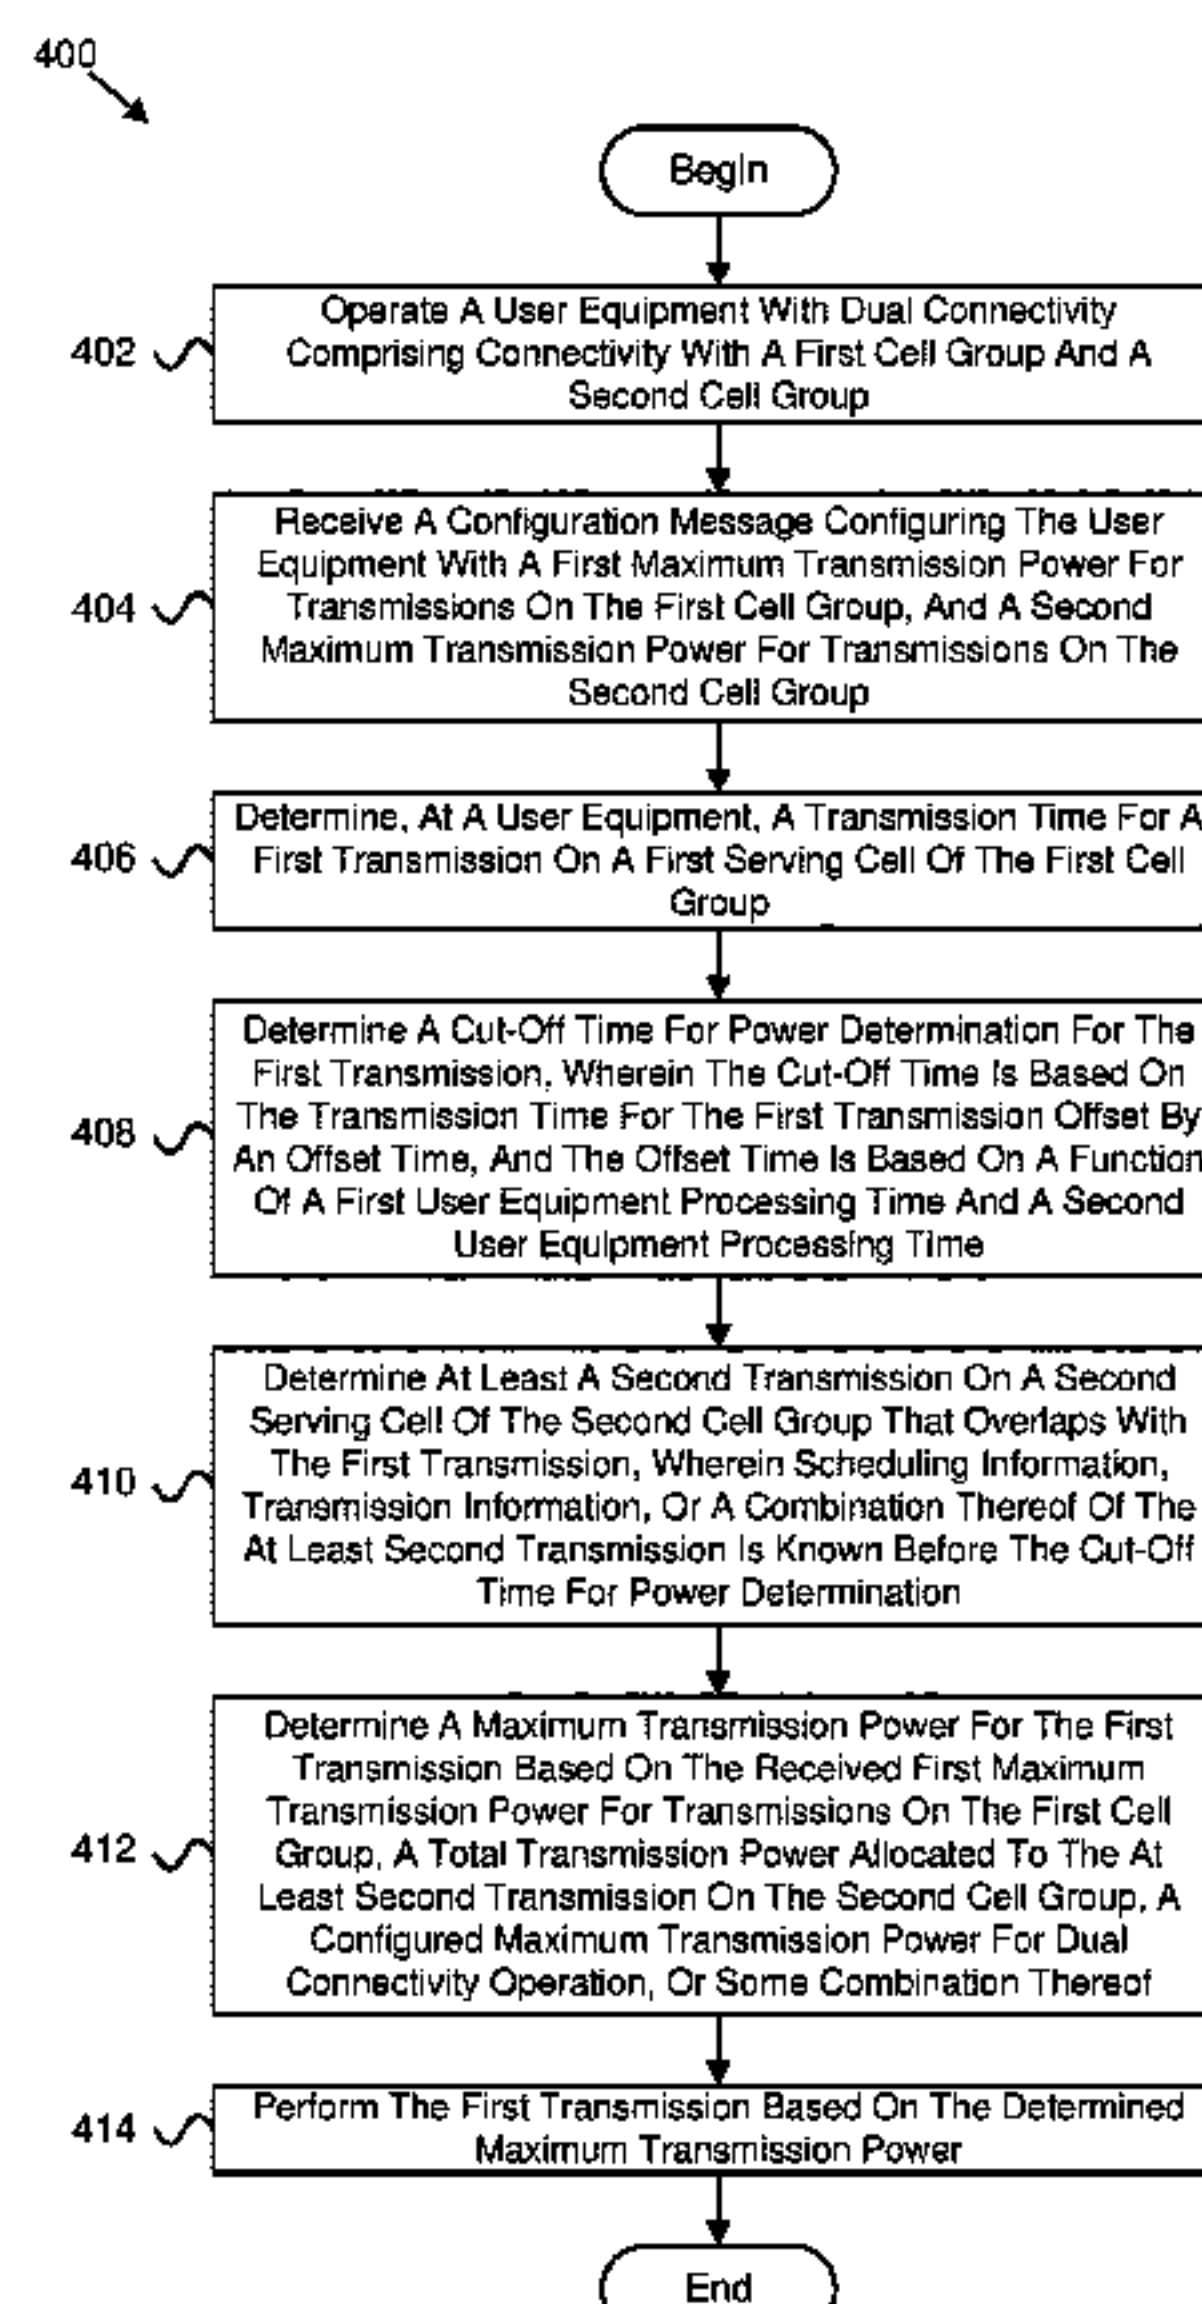 400
Begin
Operate A User Equipment With Dual Connectivity
Comprising Connectivity With A First Cell Group And A
Second Cell Group
402
Receive A Configuration Message Configuring The User
Equipment With A First Maximum Transmission Power For
Transmissions On The First Cell Group, And A Second
Maximum Transmission Power For Transmissions On The
Second Cell Group
404
Determine, At A User Equipment, A Transmission Time For A
First Transmission On A First Serving Cell Of The First Cell
Group
406
Determine A Cut-Off Time For Power Determination For The
First Transmission, Wherein The Cut-Off Time Is Based On
The Transmission Time For The First Transmission Offset By
An Offset Time, And The Offset Time Is Based On A Function
Of A First User Equipment Processing Time And A Second
User Equipment Processing Time
408
Determine At Least A Second Transmission On A Second
Serving Cell Of The Second Cell Group That Overlaps With
The First Transmission, Wherein Scheduling Information,
Transmission Information, Or A Combination Thereof Of The
At Least Second Transmission Is Known Before The Cut-Off
Time For Power Determination
410
Determine A Maximum Transmission Power For The First
Transmission Based On The Received First Maximum
Transmission Power For Transmissions On The First Cell
Group, A Total Transmission Power Allocated To The At
Least Second Transmission On The Second Cell Group, A
Configured Maximum Transmission Power For Dual
Connectivity Operation, Or Some Combination Thereof
412
Perform The First Transmission Based On The Determined
Maximum Transmission Power
414
End